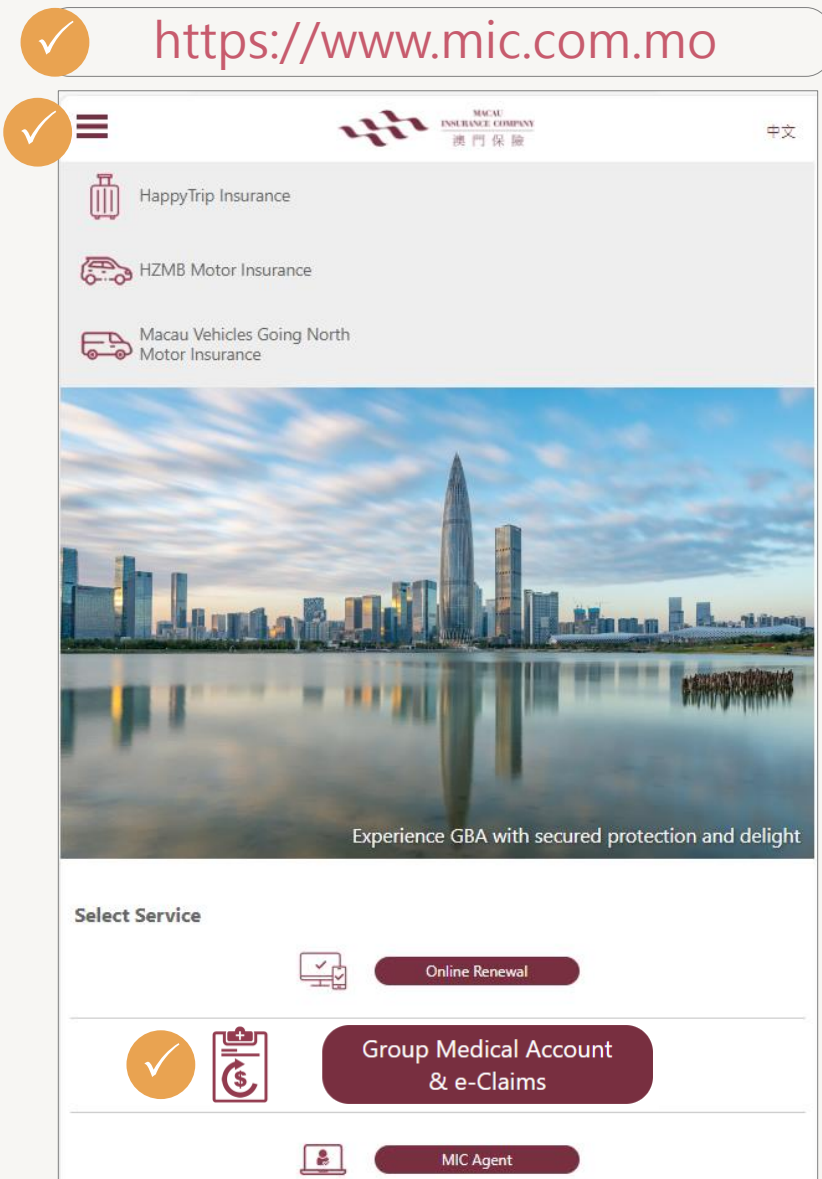 https://www.mic.com.mo
MACAU
INSURANCE COMPANY
澳門保險
中文
HappyTrip Insurance
HZMB Motor Insurance
Macau Vehicles Going North
Motor Insurance
Experience GBA with secured protection and delight
Select Service
Online Renewal
Group Medical Account
& e-Claims
$
MIC Agent